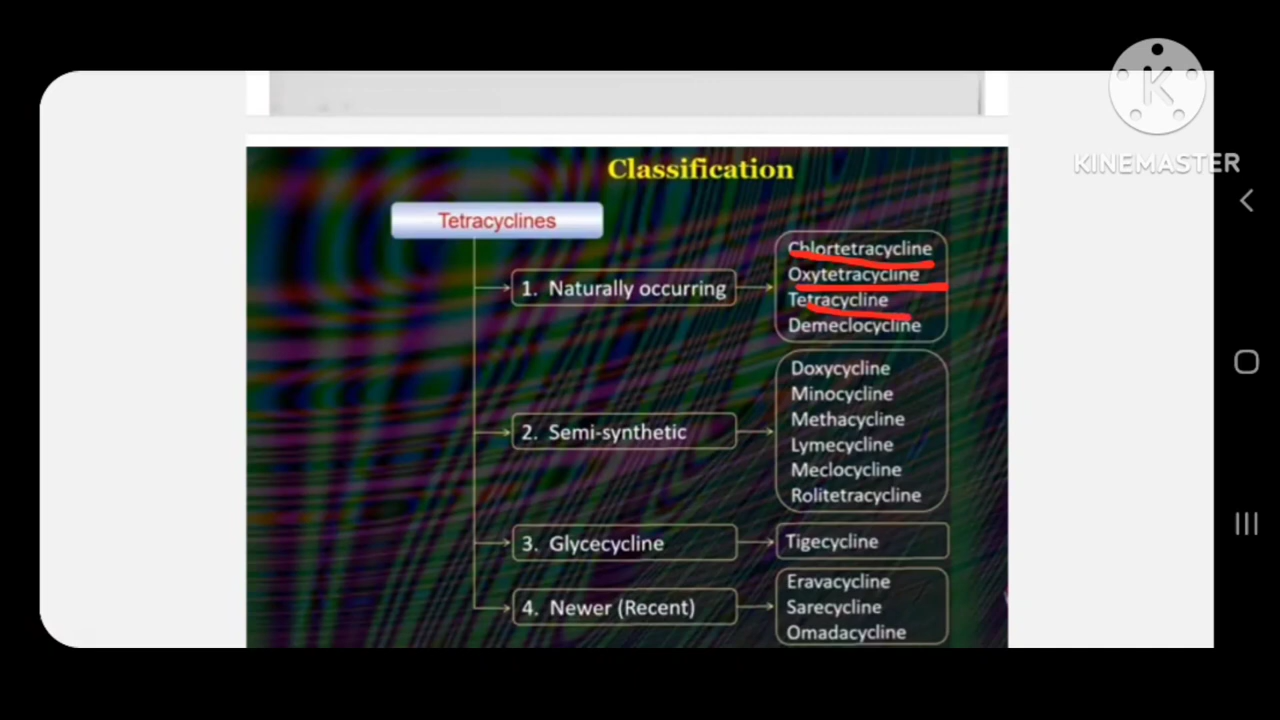 KINEMASTER
Classification
Tetracyclines
1. Naturally occurring
Chlortetracycline
Oxytetracycline
Tetracycline
Demeclocycline
2. Semi-synthetic
Doxycycline
Minocycline
Methacycline
Lymecycline
Meclocycline
Rolitetracycline
3. Glycecycline
Tigecycline
4. Newer (Recent)
Eravacycline
Sarecycline
Omadacycline